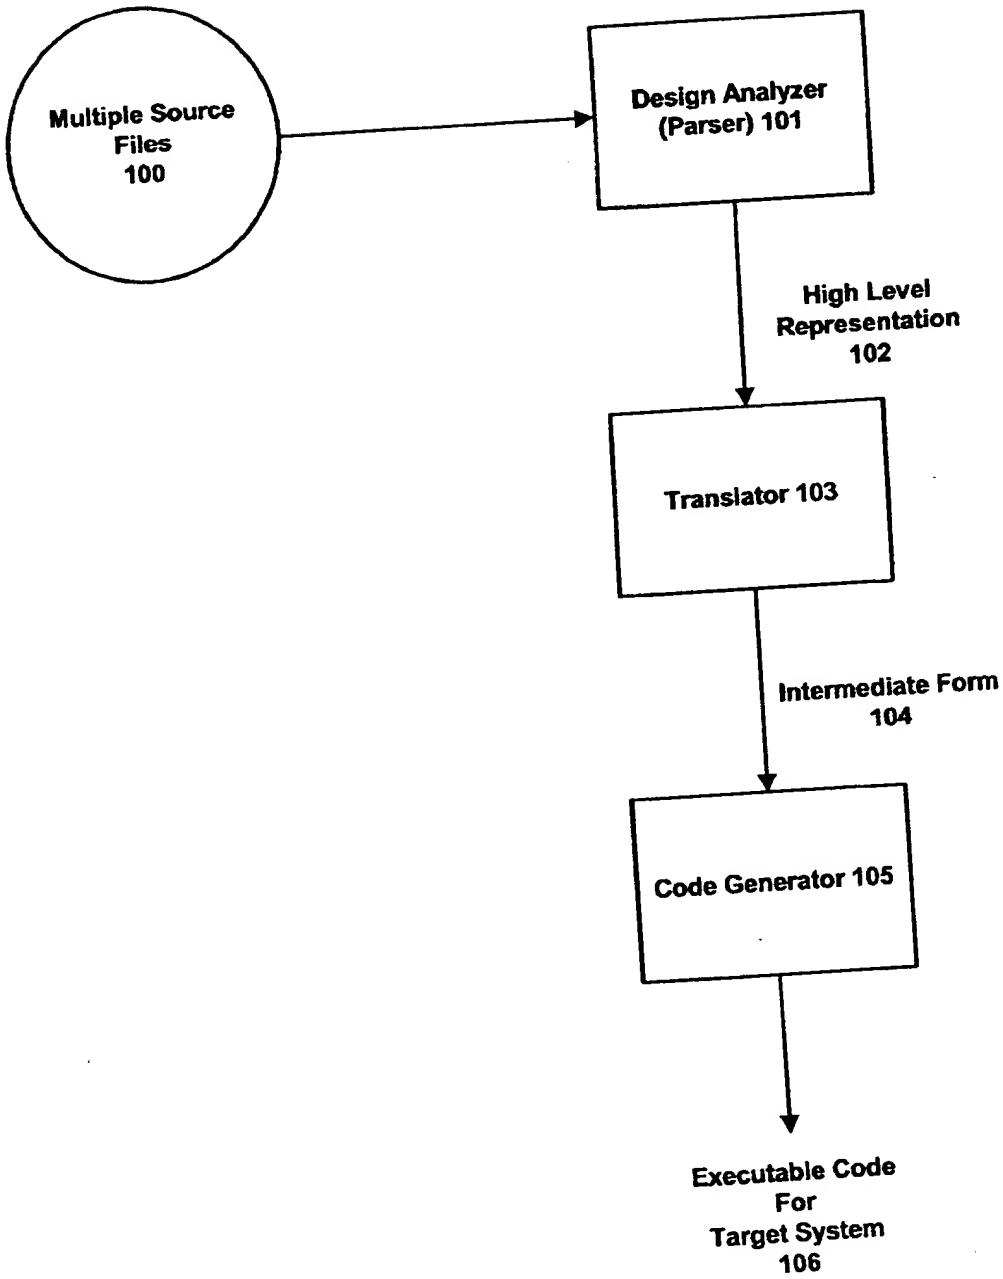 Multiple Source
Files
100
Design Analyzer
(Parser) 101
High Level
Representation
102
Translator 103
Intermediate Form
104
Code Generator 105
Executable Code
For
Target System
106